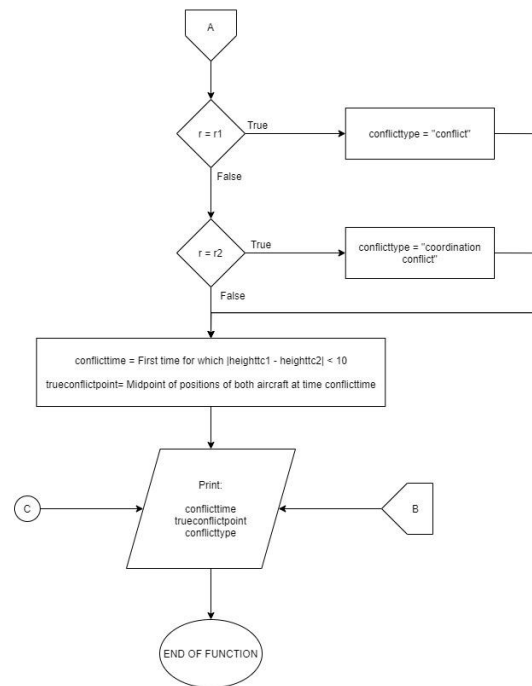 A
r = r1
True
conflicttype = "conflict"
False
r = r2
True
conflicttype = "coordination
conflict"
False
conflicttime = First time for which |heighttc1 - heighttc2| < 10
trueconflictpoint= Midpoint of positions of both aircraft at time conflicttime
Print:
conflicttime
trueconflictpoint
conflicttype
C
B
END OF FUNCTION